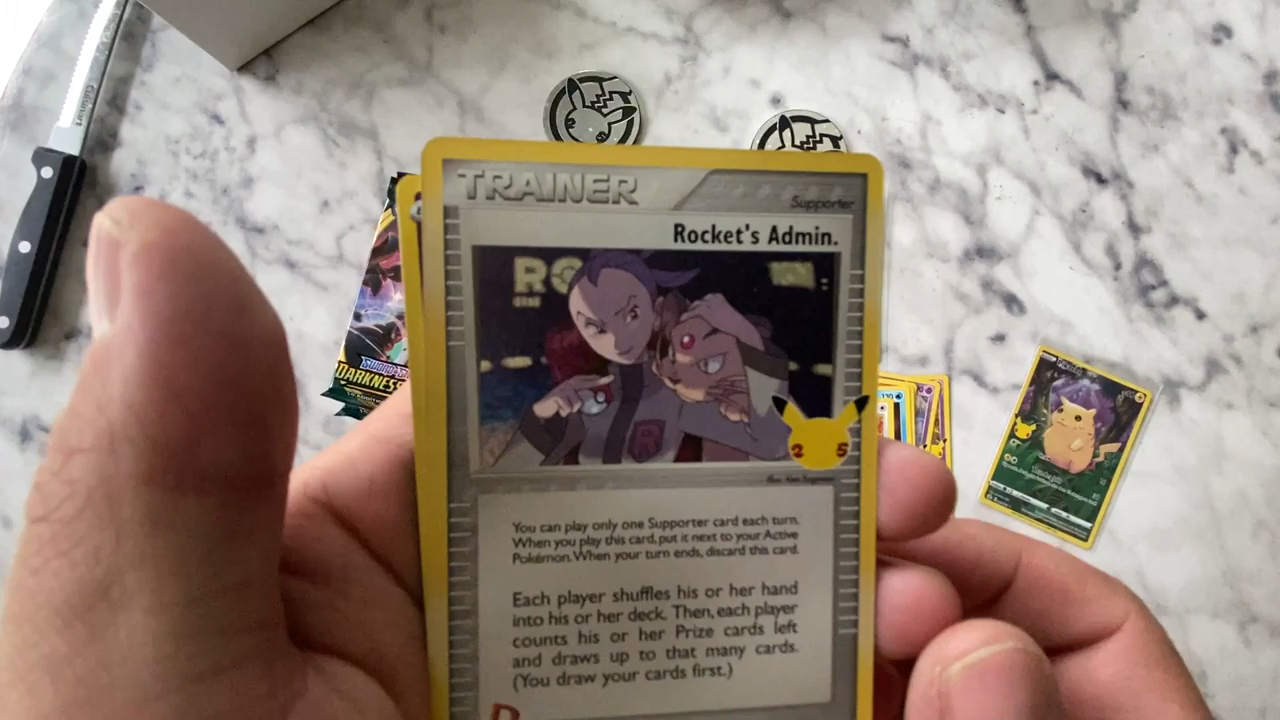 TRAINER
Supporter
Rocket's Admin.
RO
25
You can play only one Supporter card each turn.
When you play this card, put it next to your Active
Pokémon. When your turn ends, discard this card.
Each player shuffles his or her hand
into his or her deck. Then, each player
counts his or her Prize cards left
and draws up to that many cards.
(You draw your cards first.)
DARKNESS